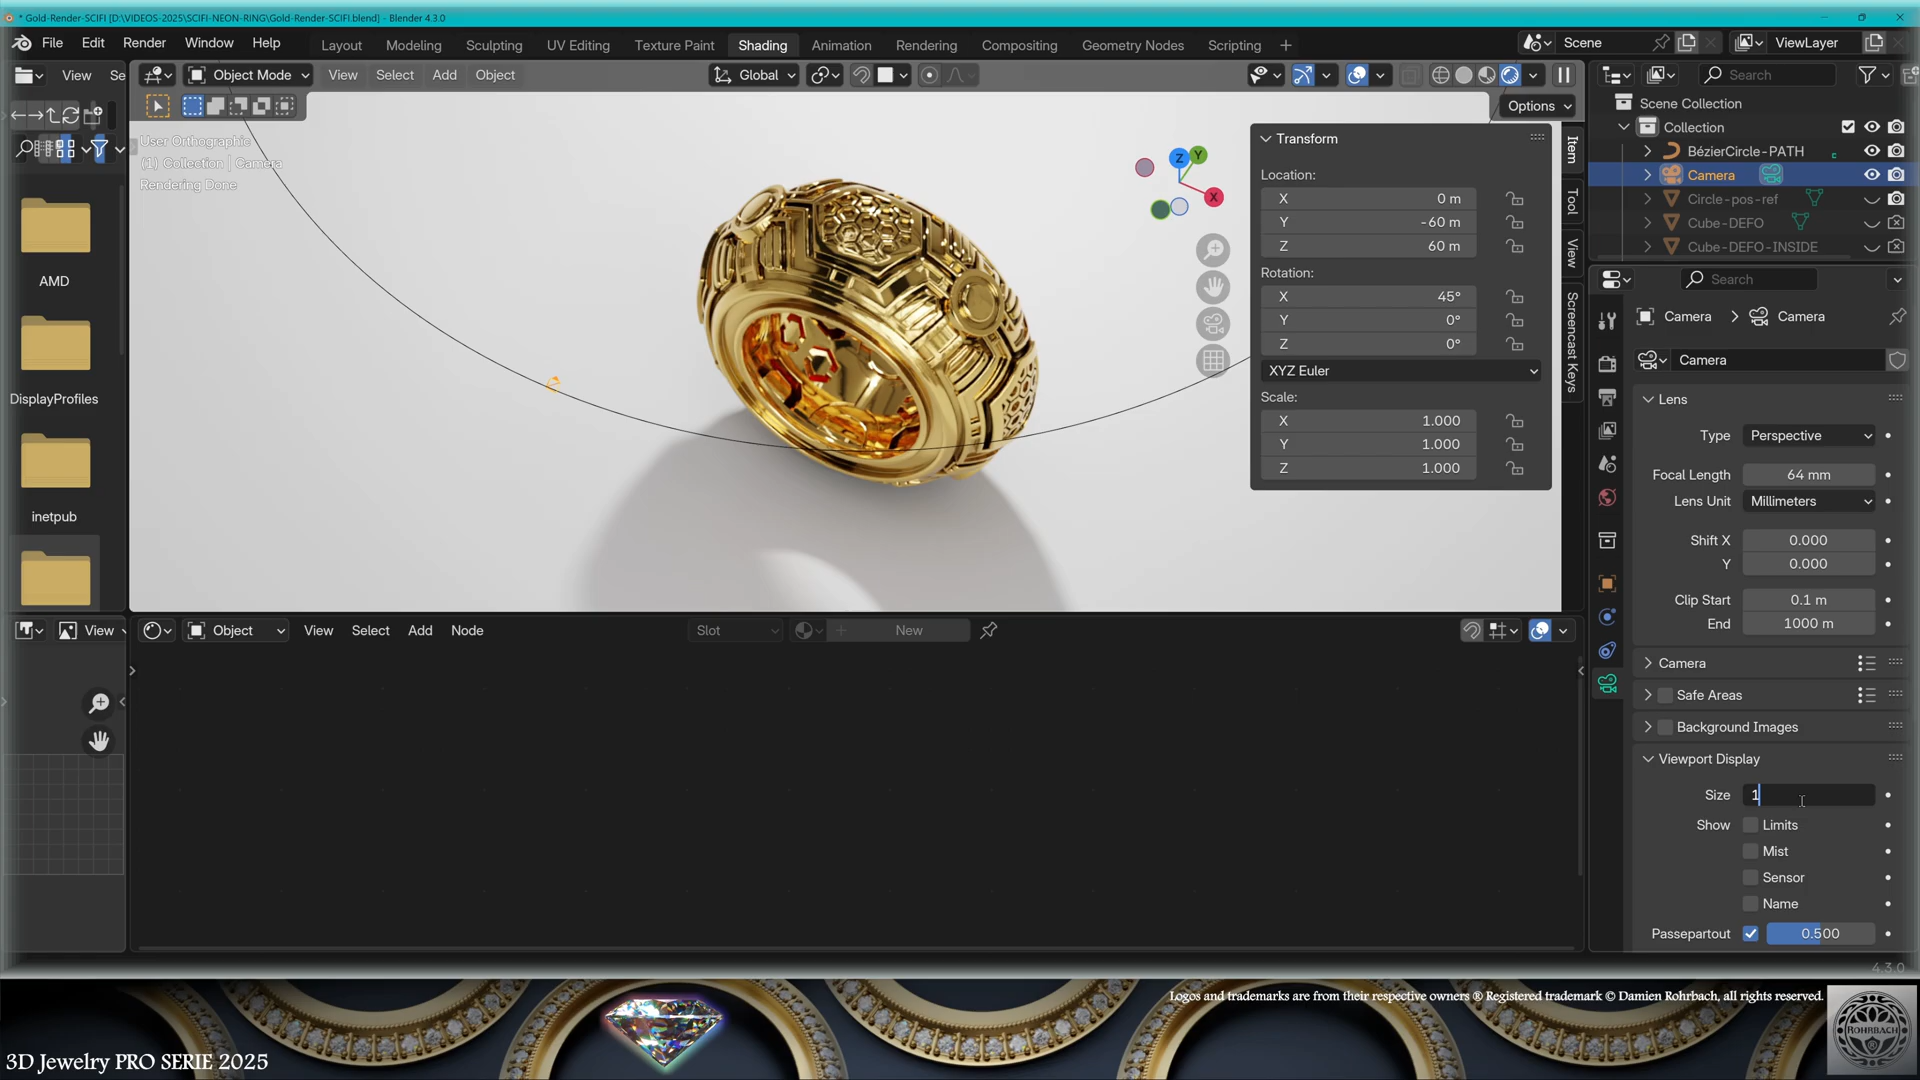 * Gold-Render-SCIFI [D:\VIDEOS-2025\SCIFI-NEON-RING\Gold-Render-SCIFI.blend] - Blender 4.3.0
File Edit Render Window Help
Layout Modeling Sculpting UV Editing Texture Paint Shading Animation Rendering Compositing Geometry Nodes Scripting +
Scene
ViewLayer
View Se
Object Mode View Select Add Object
Global
Options
Search
User Orthographic
(1) Collection | Camera
Rendering Done
AMD
DisplayProfiles
inetpub
Z Y X
Transform
Location:
X 0 m
Y -60 m
Z 60 m
Rotation:
X 45°
Y 0°
Z 0°
XYZ Euler
Scale:
X 1.000
Y 1.000
Z 1.000
Item
Tool
View
Screencast Keys
Scene Collection
Collection
BézierCircle-PATH
Camera
Circle-pos-ref
Cube-DEFO
Cube-DEFO-INSIDE
Search
Camera > Camera
Camera
Lens
Type Perspective
Focal Length 64 mm
Lens Unit Millimeters
Shift X 0.000
Y 0.000
Clip Start 0.1 m
End 1000 m
Camera
Safe Areas
Background Images
Viewport Display
Size 1
Show Limits
Mist
Sensor
Name
Passepartout 0.500
View
Object View Select Add Node
Slot
New
4.3.0
Logos and trademarks are from their respective owners ® Registered trademark © Damien Rohrbach, all rights reserved.
ROHRBACH
3D Jewelry PRO SERIE 2025